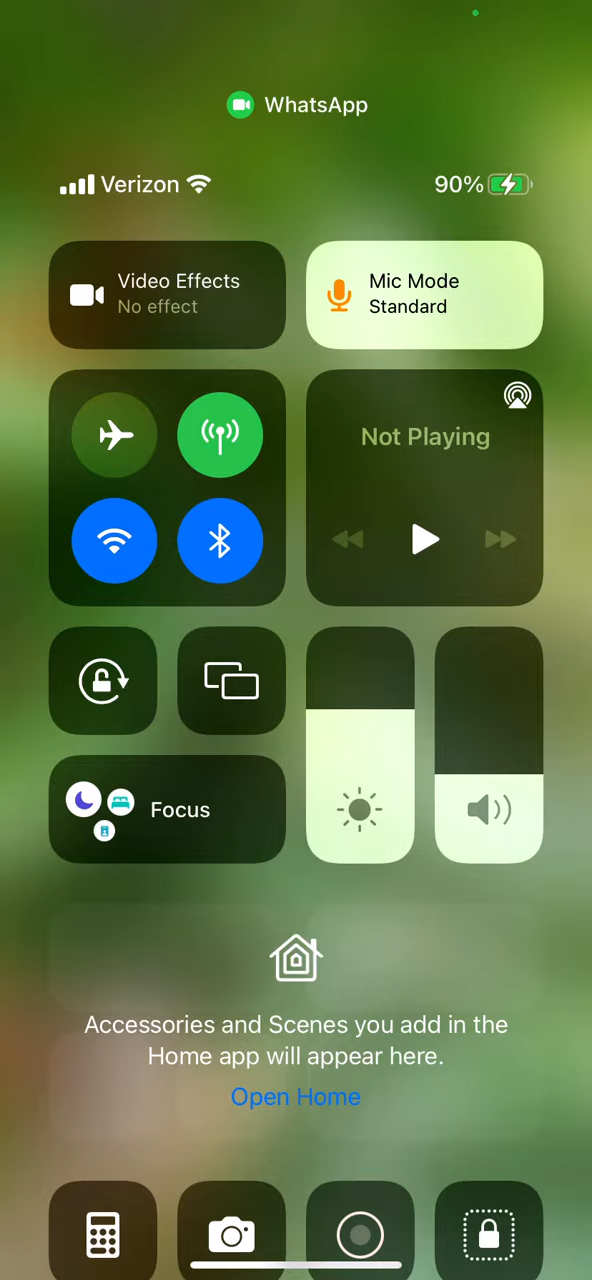 WhatsApp
Verizon 90%
Video Effects
No effect
Mic Mode
Standard
Not Playing
Focus
Accessories and Scenes you add in the
Home app will appear here.
Open Home